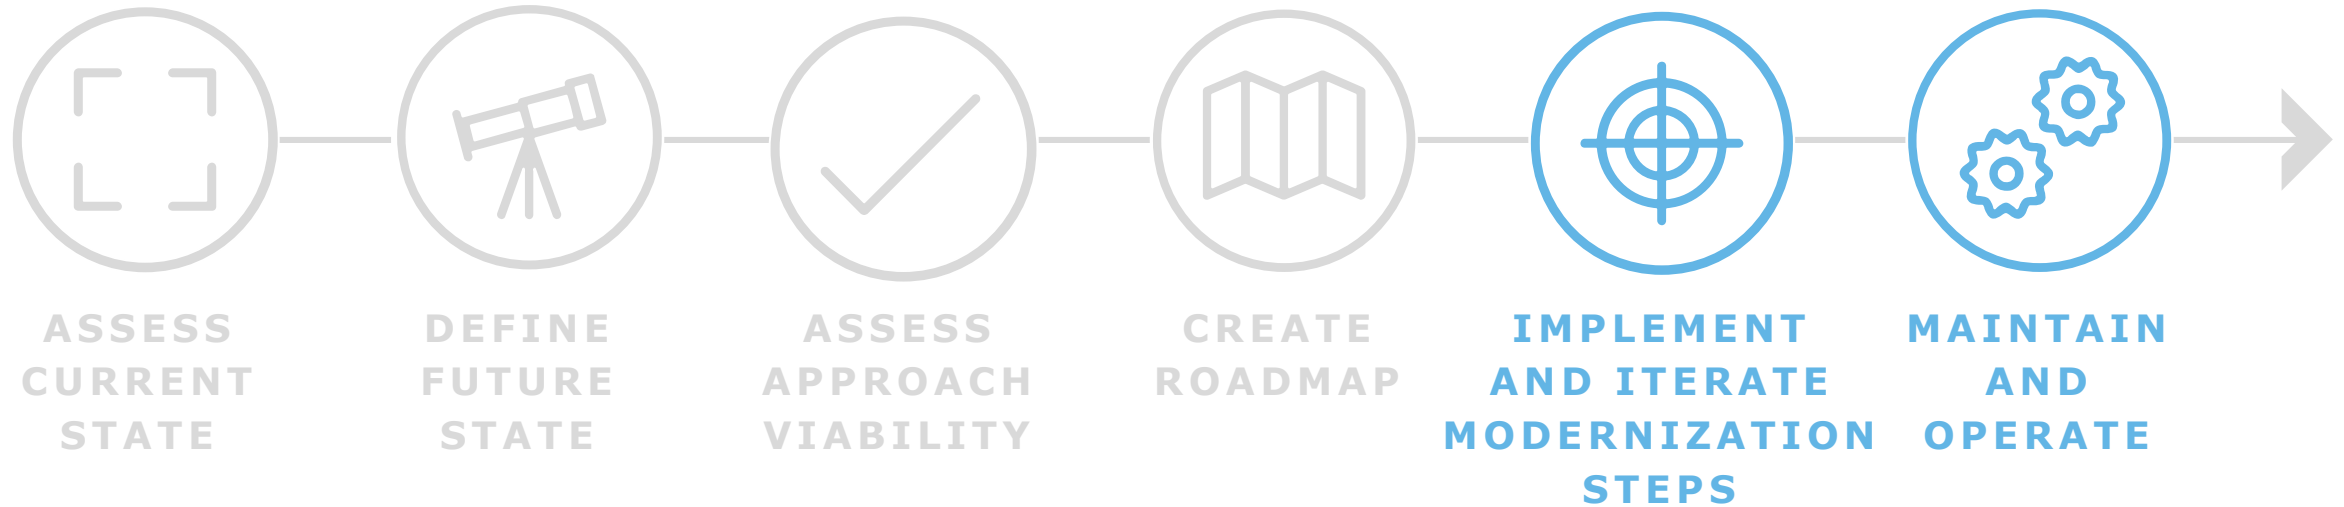 ASSESS
CURRENT
STATE
DEFINE
FUTURE
STATE
ASSESS
APPROACH
VIABILITY
CREATE
ROADMAP
IMPLEMENT
AND ITERATE
MODERNIZATION
STEPS
MAINTAIN
AND
OPERATE